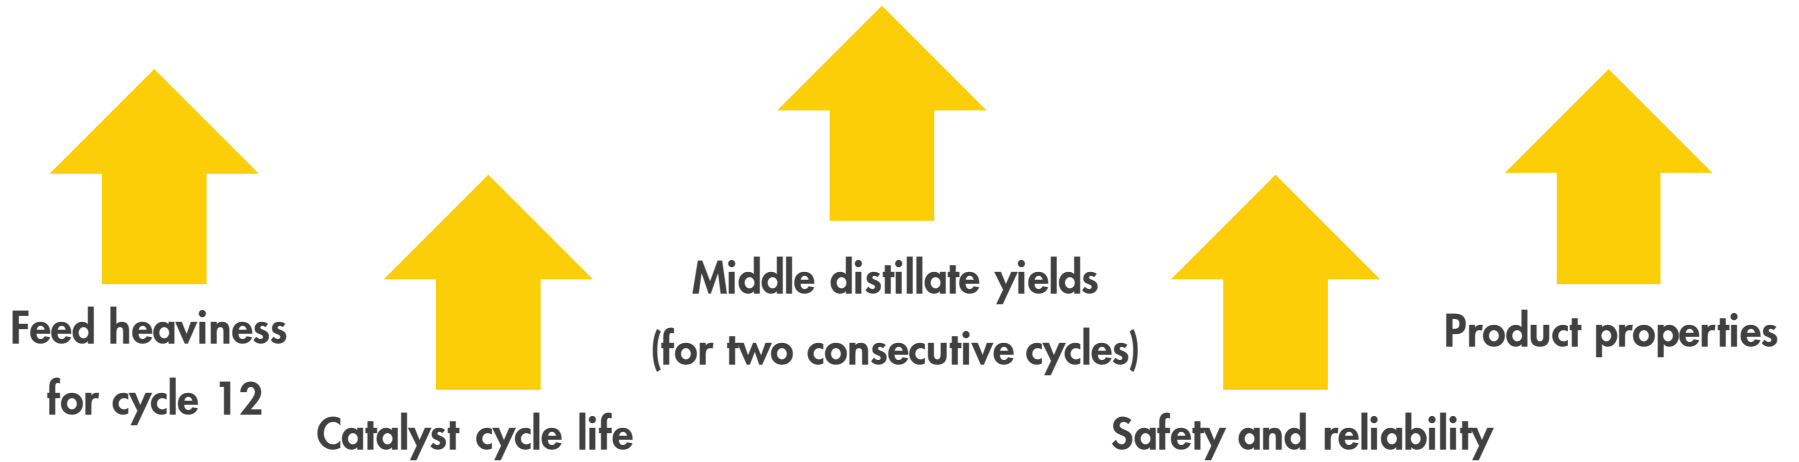 Feed heaviness
for cycle 12
Catalyst cycle life
Middle distillate yields
(for two consecutive cycles)
Safety and reliability
Product properties